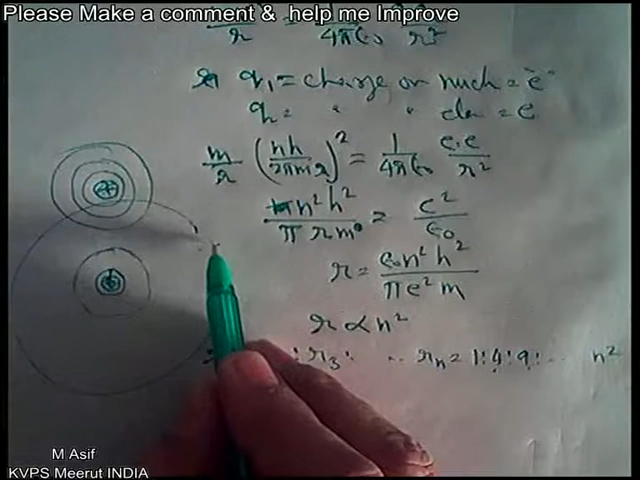 Please Make a comment & help me Improve
m/r = 1/4πϵ₀ /r²
q₁ = charge on nucl = "e"
q₂ = " " ele = e
m/r (nh/2πmr)² = 1/4πϵ₀ e.e/r²
n²h²/πrm = e²/ϵ₀
r = ϵ₀n²h²/πe²m
r ∝ n²
: r₃ : .. rₙ = 1:4:9: ... n²
M Asif
KVPS Meerut INDIA